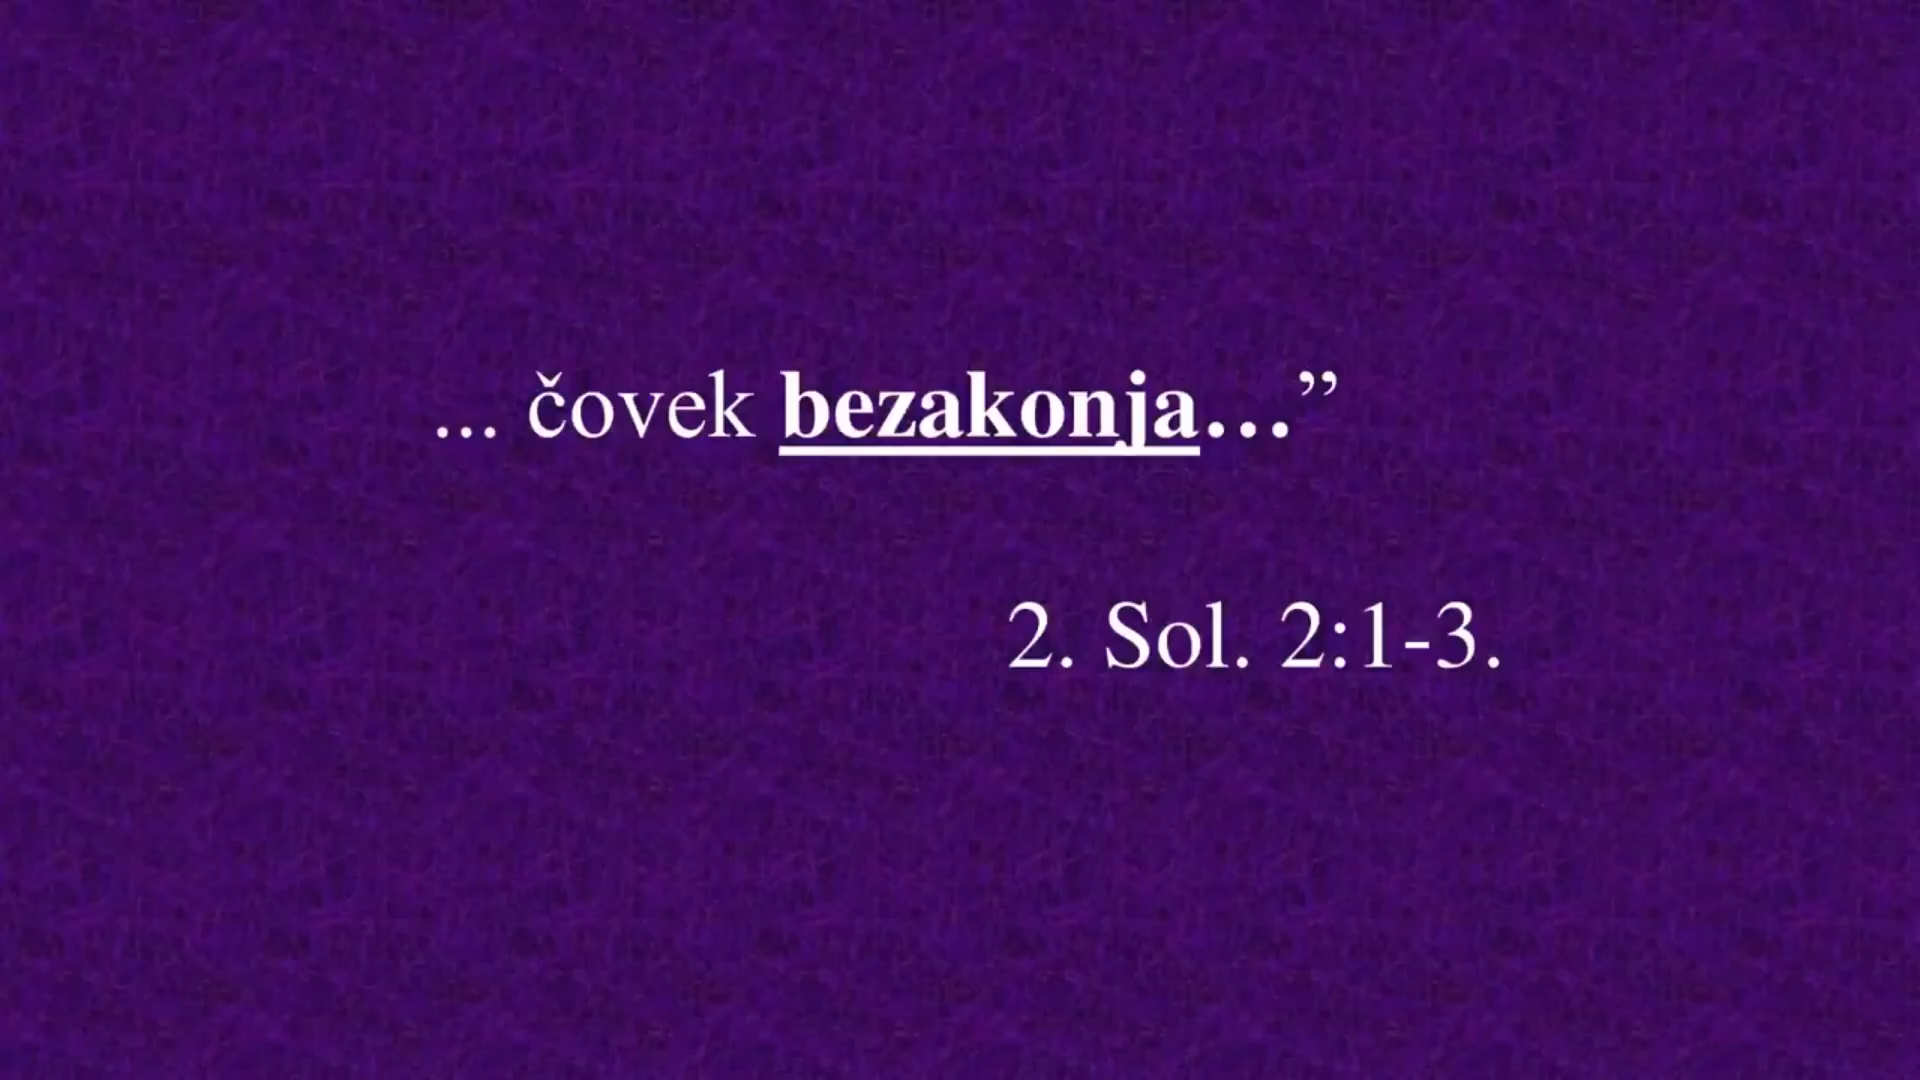 ... čovek bezakonja…”
2. Sol. 2:1-3.